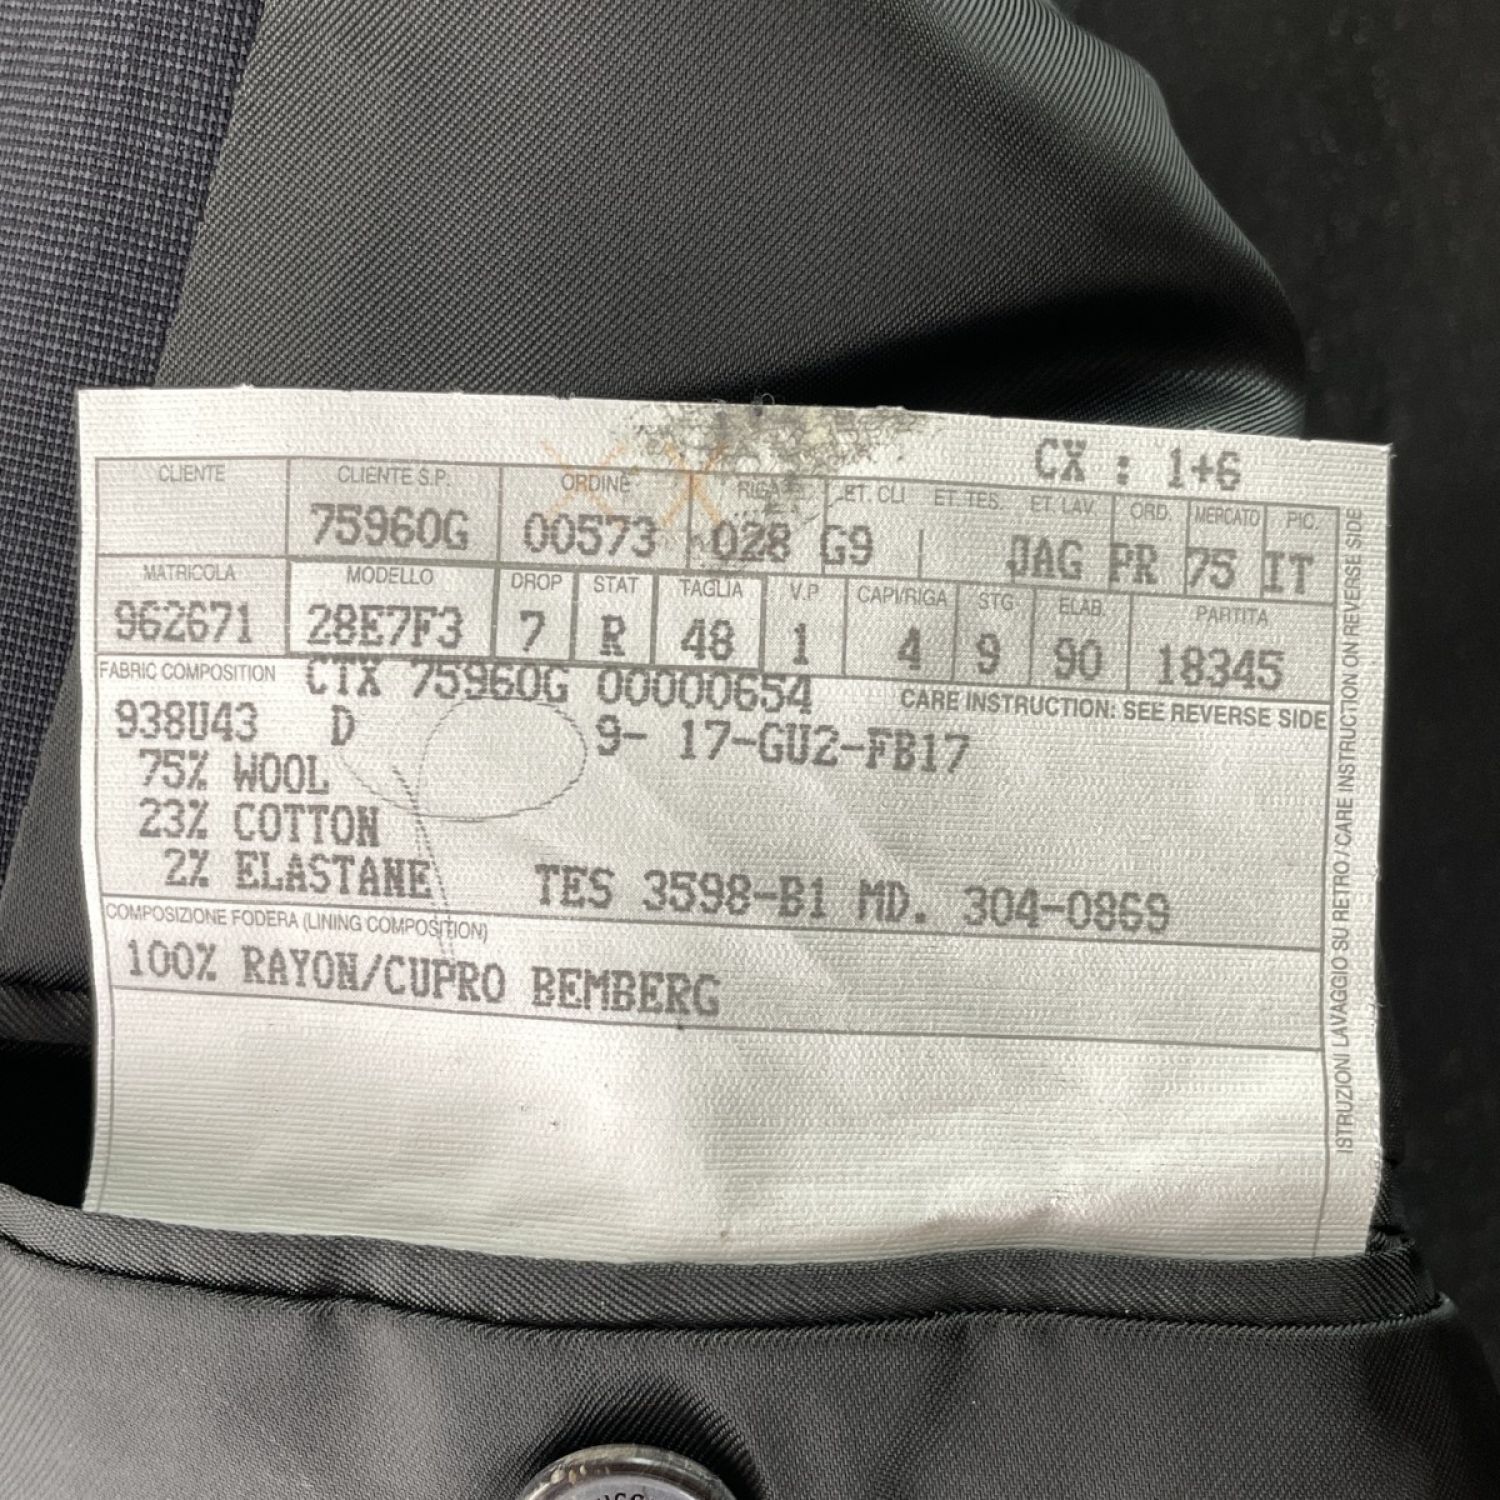 CX : 1+6
CLIENTE CLIENTE S.P. ORDINE ET. CLI ET. TES. ET. LAV. ORD. MERCATO PIC.
75960G 00573 028 G9 JAG PR 75 IT
MATRICOLA MODELLO DROP STAT TAGLIA V.P CAPI/RIGA STG ELAB. PARTITA
962671 28E7F3 7 R 48 1 4 9 90 18345
FABRIC COMPOSITION CTX 75960G 00000654 CARE INSTRUCTION: SEE REVERSE SIDE
938U43 D 9- 17-GU2-FB17
75% WOOL
23% COTTON
2% ELASTANE TES 3598-B1 MD. 304-0869
COMPOSIZIONE FODERA (LINING COMPOSITION)
100% RAYON/CUPRO BEMBERG
ISTRUZIONI LAVAGGIO SU RETRO / CARE INSTRUCTION ON REVERSE SIDE